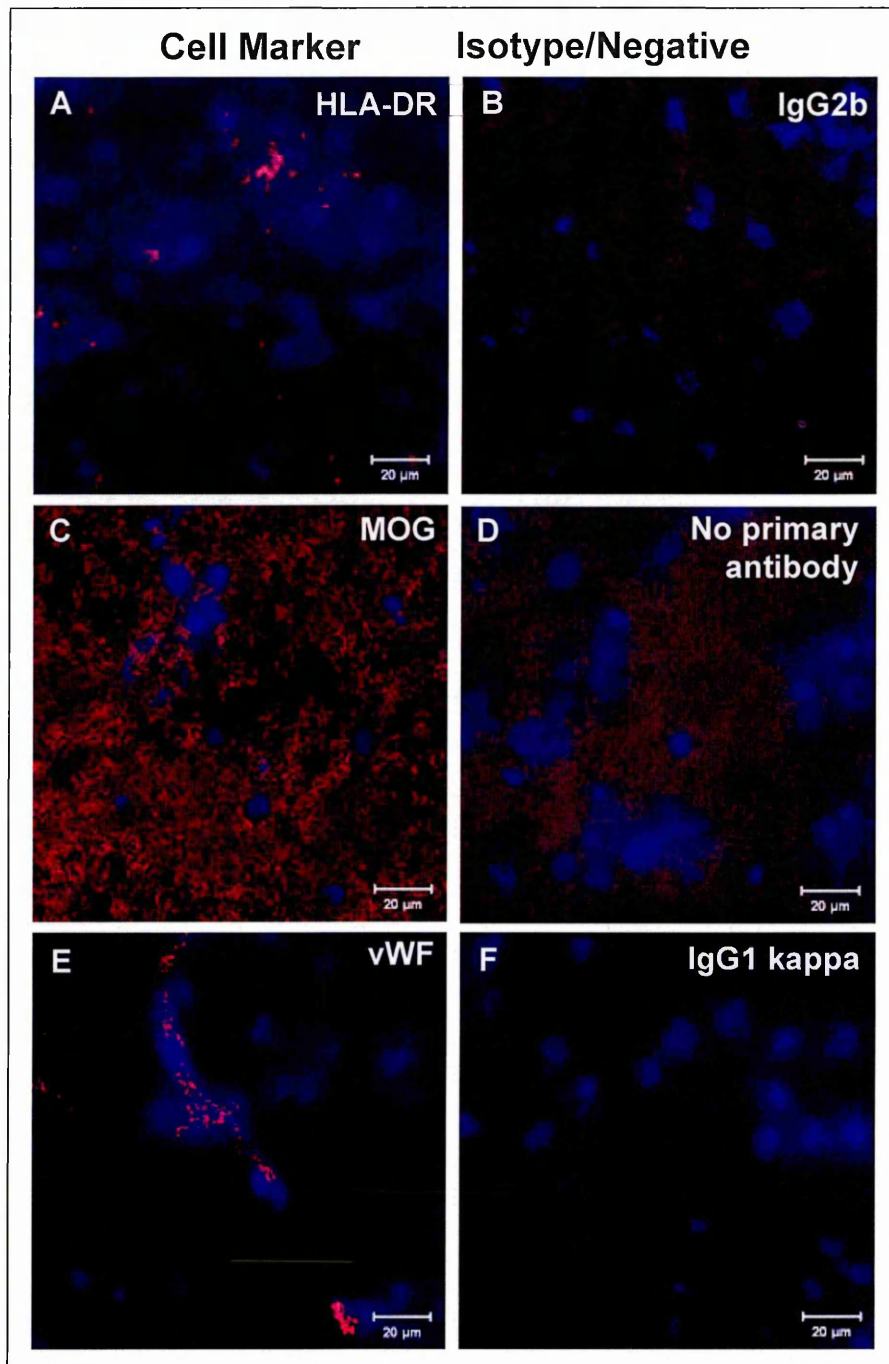 Cell Marker Isotype/Negative
A HLA-DR
20 µm
B IgG2b
20 µm
C MOG
20 µm
D No primary
antibody
20 µm
E vWF
20 µm
F IgG1 kappa
20 µm